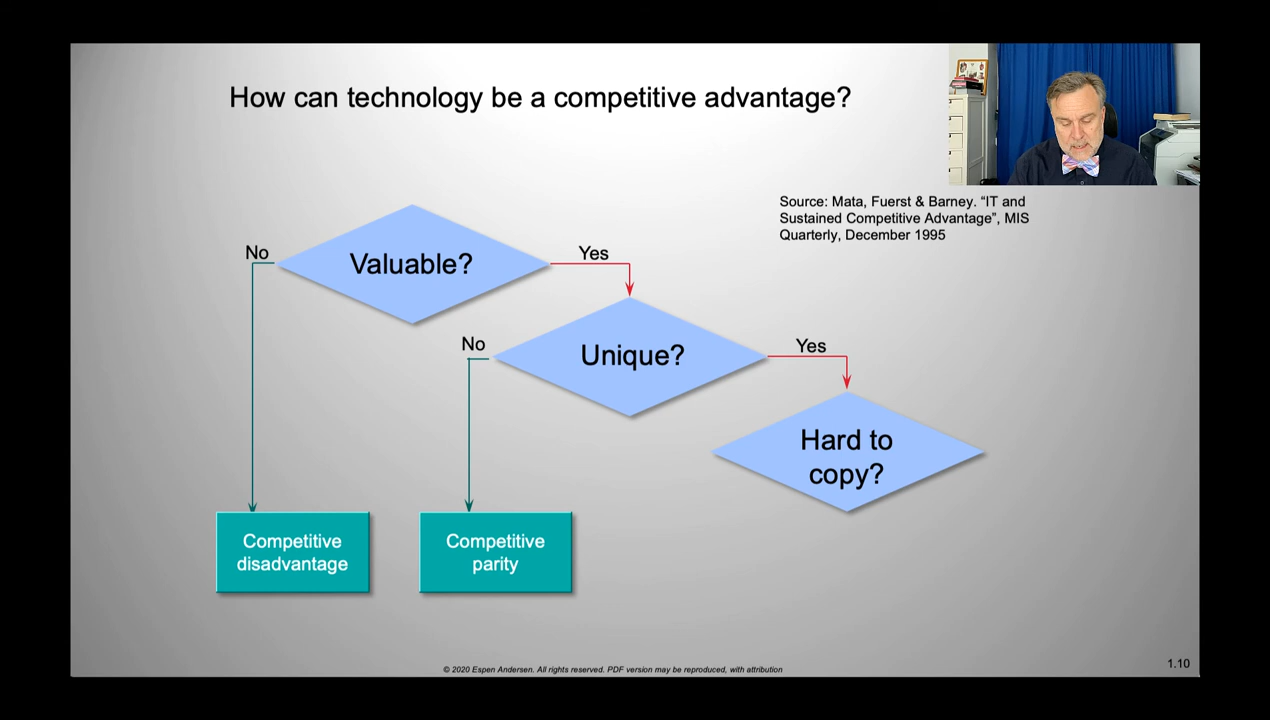 How can technology be a competitive advantage?
Source: Mata, Fuerst & Barney. “IT and
Sustained Competitive Advantage”, MIS
Quarterly, December 1995
No
Valuable?
Yes
No
Unique?
Yes
Hard to
copy?
Competitive
disadvantage
Competitive
parity
© 2020 Espen Andersen. All rights reserved. PDF version may be reproduced, with attribution
1.10